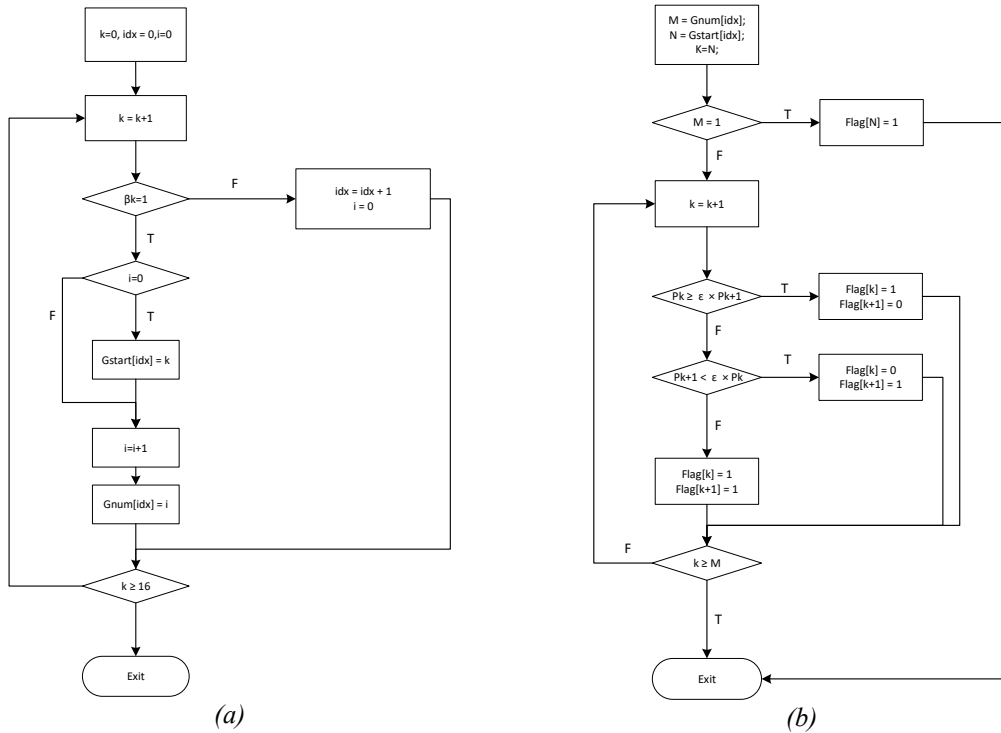 k=0, idx = 0,i=0
k = k+1
βk=1
F
idx = idx + 1
i = 0
T
i=0
F
T
Gstart[idx] = k
i=i+1
Gnum[idx] = i
k ≥ 16
Exit
(a)
M = Gnum[idx];
N = Gstart[idx];
K=N;
M = 1
T
Flag[N] = 1
F
k = k+1
Pk ≥ ε × Pk+1
T
Flag[k] = 1
Flag[k+1] = 0
F
Pk+1 < ε × Pk
T
Flag[k] = 0
Flag[k+1] = 1
F
Flag[k] = 1
Flag[k+1] = 1
F
k ≥ M
T
Exit
(b)